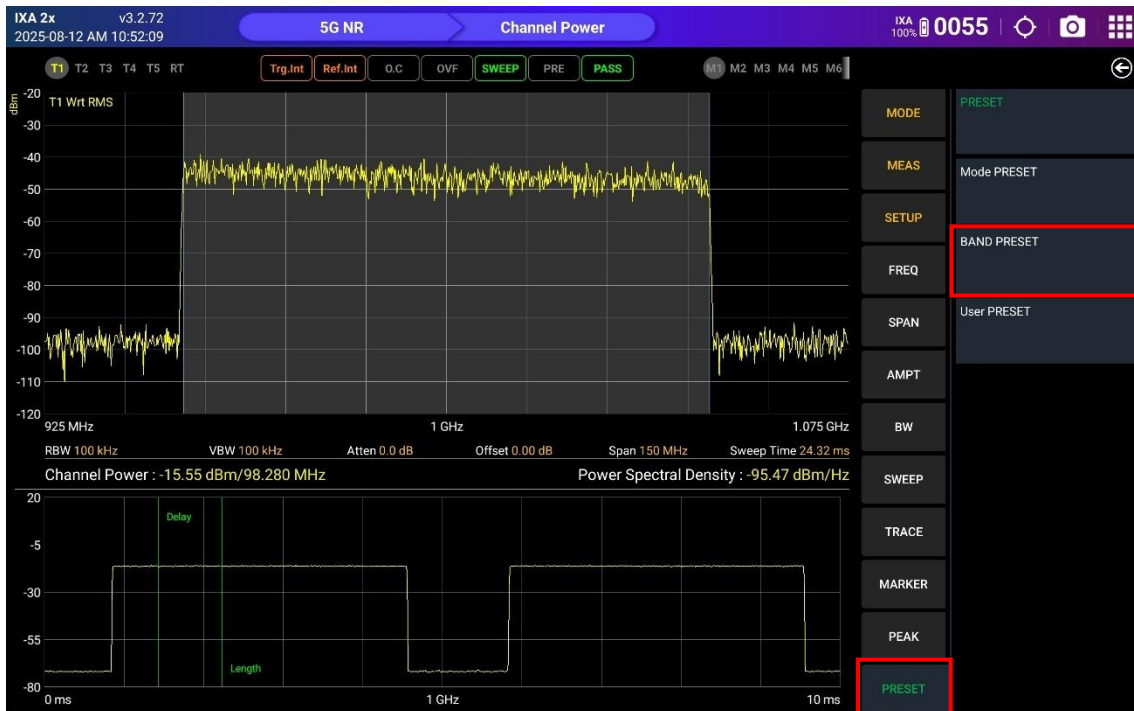 IXA 2x v3.2.72
2025-08-12 AM 10:52:09
5G NR
Channel Power
IXA
100%
0055
T1 T2 T3 T4 T5 RT
Trg.Int Ref.Int O.C OVF SWEEP PRE PASS
M1 M2 M3 M4 M5 M6
dBm
T1 Wrt RMS
-20
-30
-40
-50
-60
-70
-80
-90
-100
-110
-120
925 MHz 1 GHz 1.075 GHz
RBW 100 kHz VBW 100 kHz Atten 0.0 dB Offset 0.00 dB Span 150 MHz Sweep Time 24.32 ms
Channel Power : -15.55 dBm/98.280 MHz Power Spectral Density : -95.47 dBm/Hz
20
-5
-30
-55
-80
Delay
Length
0 ms 1 GHz 10 ms
MODE
MEAS
SETUP
FREQ
SPAN
AMPT
BW
SWEEP
TRACE
MARKER
PEAK
PRESET
PRESET
Mode PRESET
BAND PRESET
User PRESET